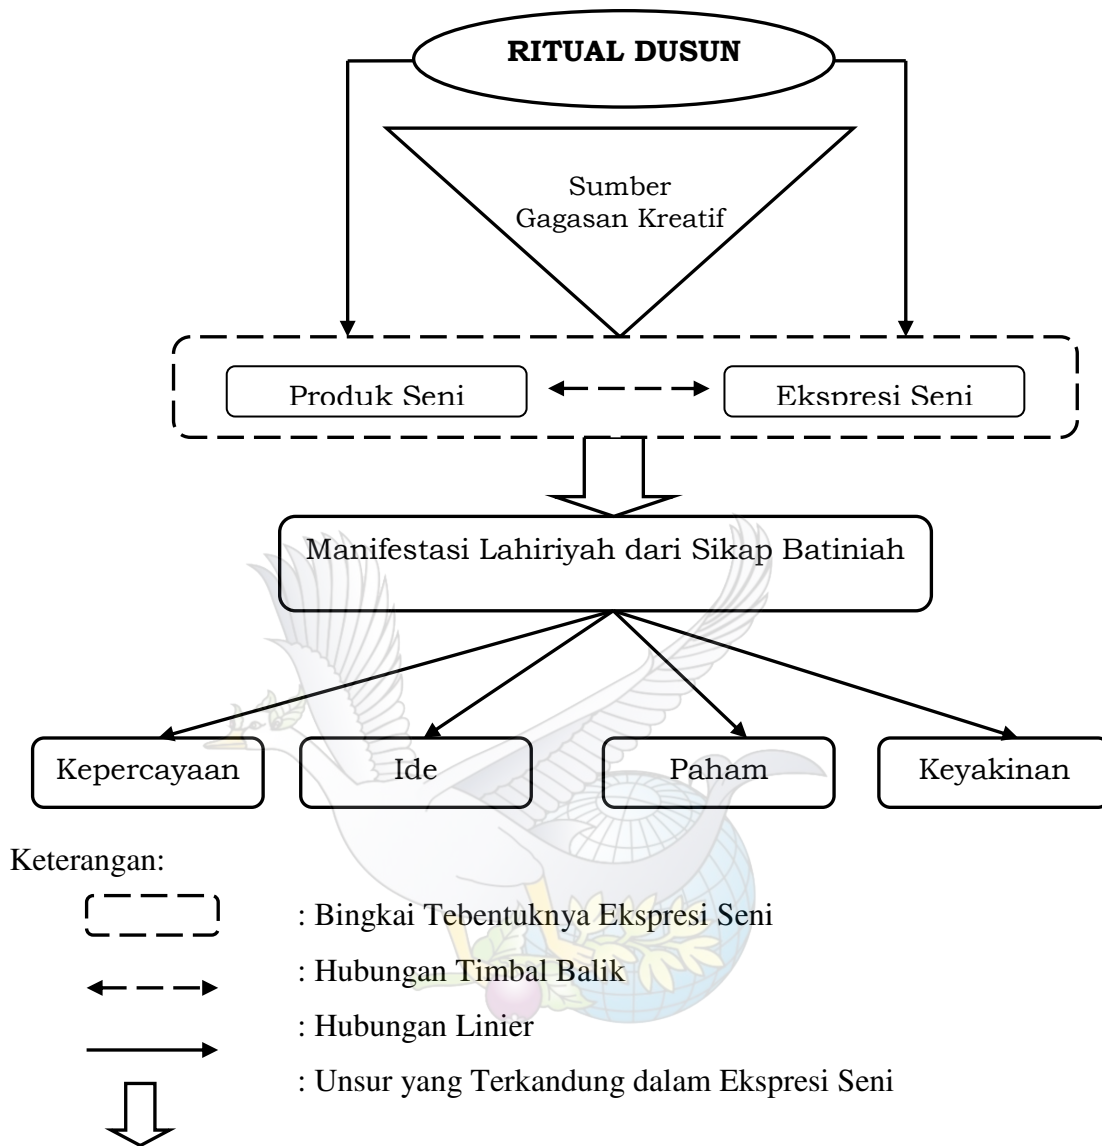 RITUAL DUSUN
Sumber
Gagasan Kreatif
Produk Seni
Ekspresi Seni
Manifestasi Lahiriyah dari Sikap Batiniah
Kepercayaan
Ide
Paham
Keyakinan
Keterangan:
: Bingkai Tebentuknya Ekspresi Seni
: Hubungan Timbal Balik
: Hubungan Linier
: Unsur yang Terkandung dalam Ekspresi Seni